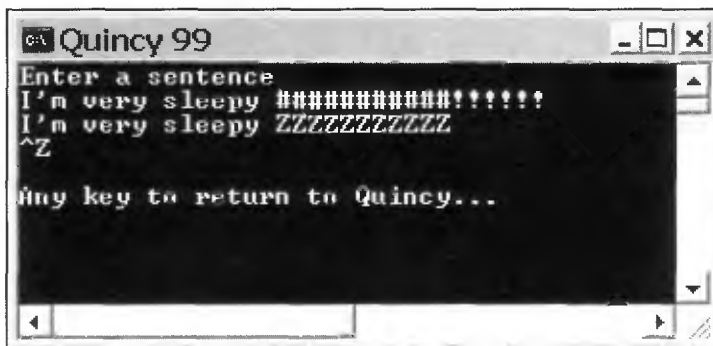 Quincy 99
Enter a sentence
I'm very sleepy ###########!!!!!!
I'm very sleepy ZZZZZZZZZZZ
^Z
Any key to return to Quincy...